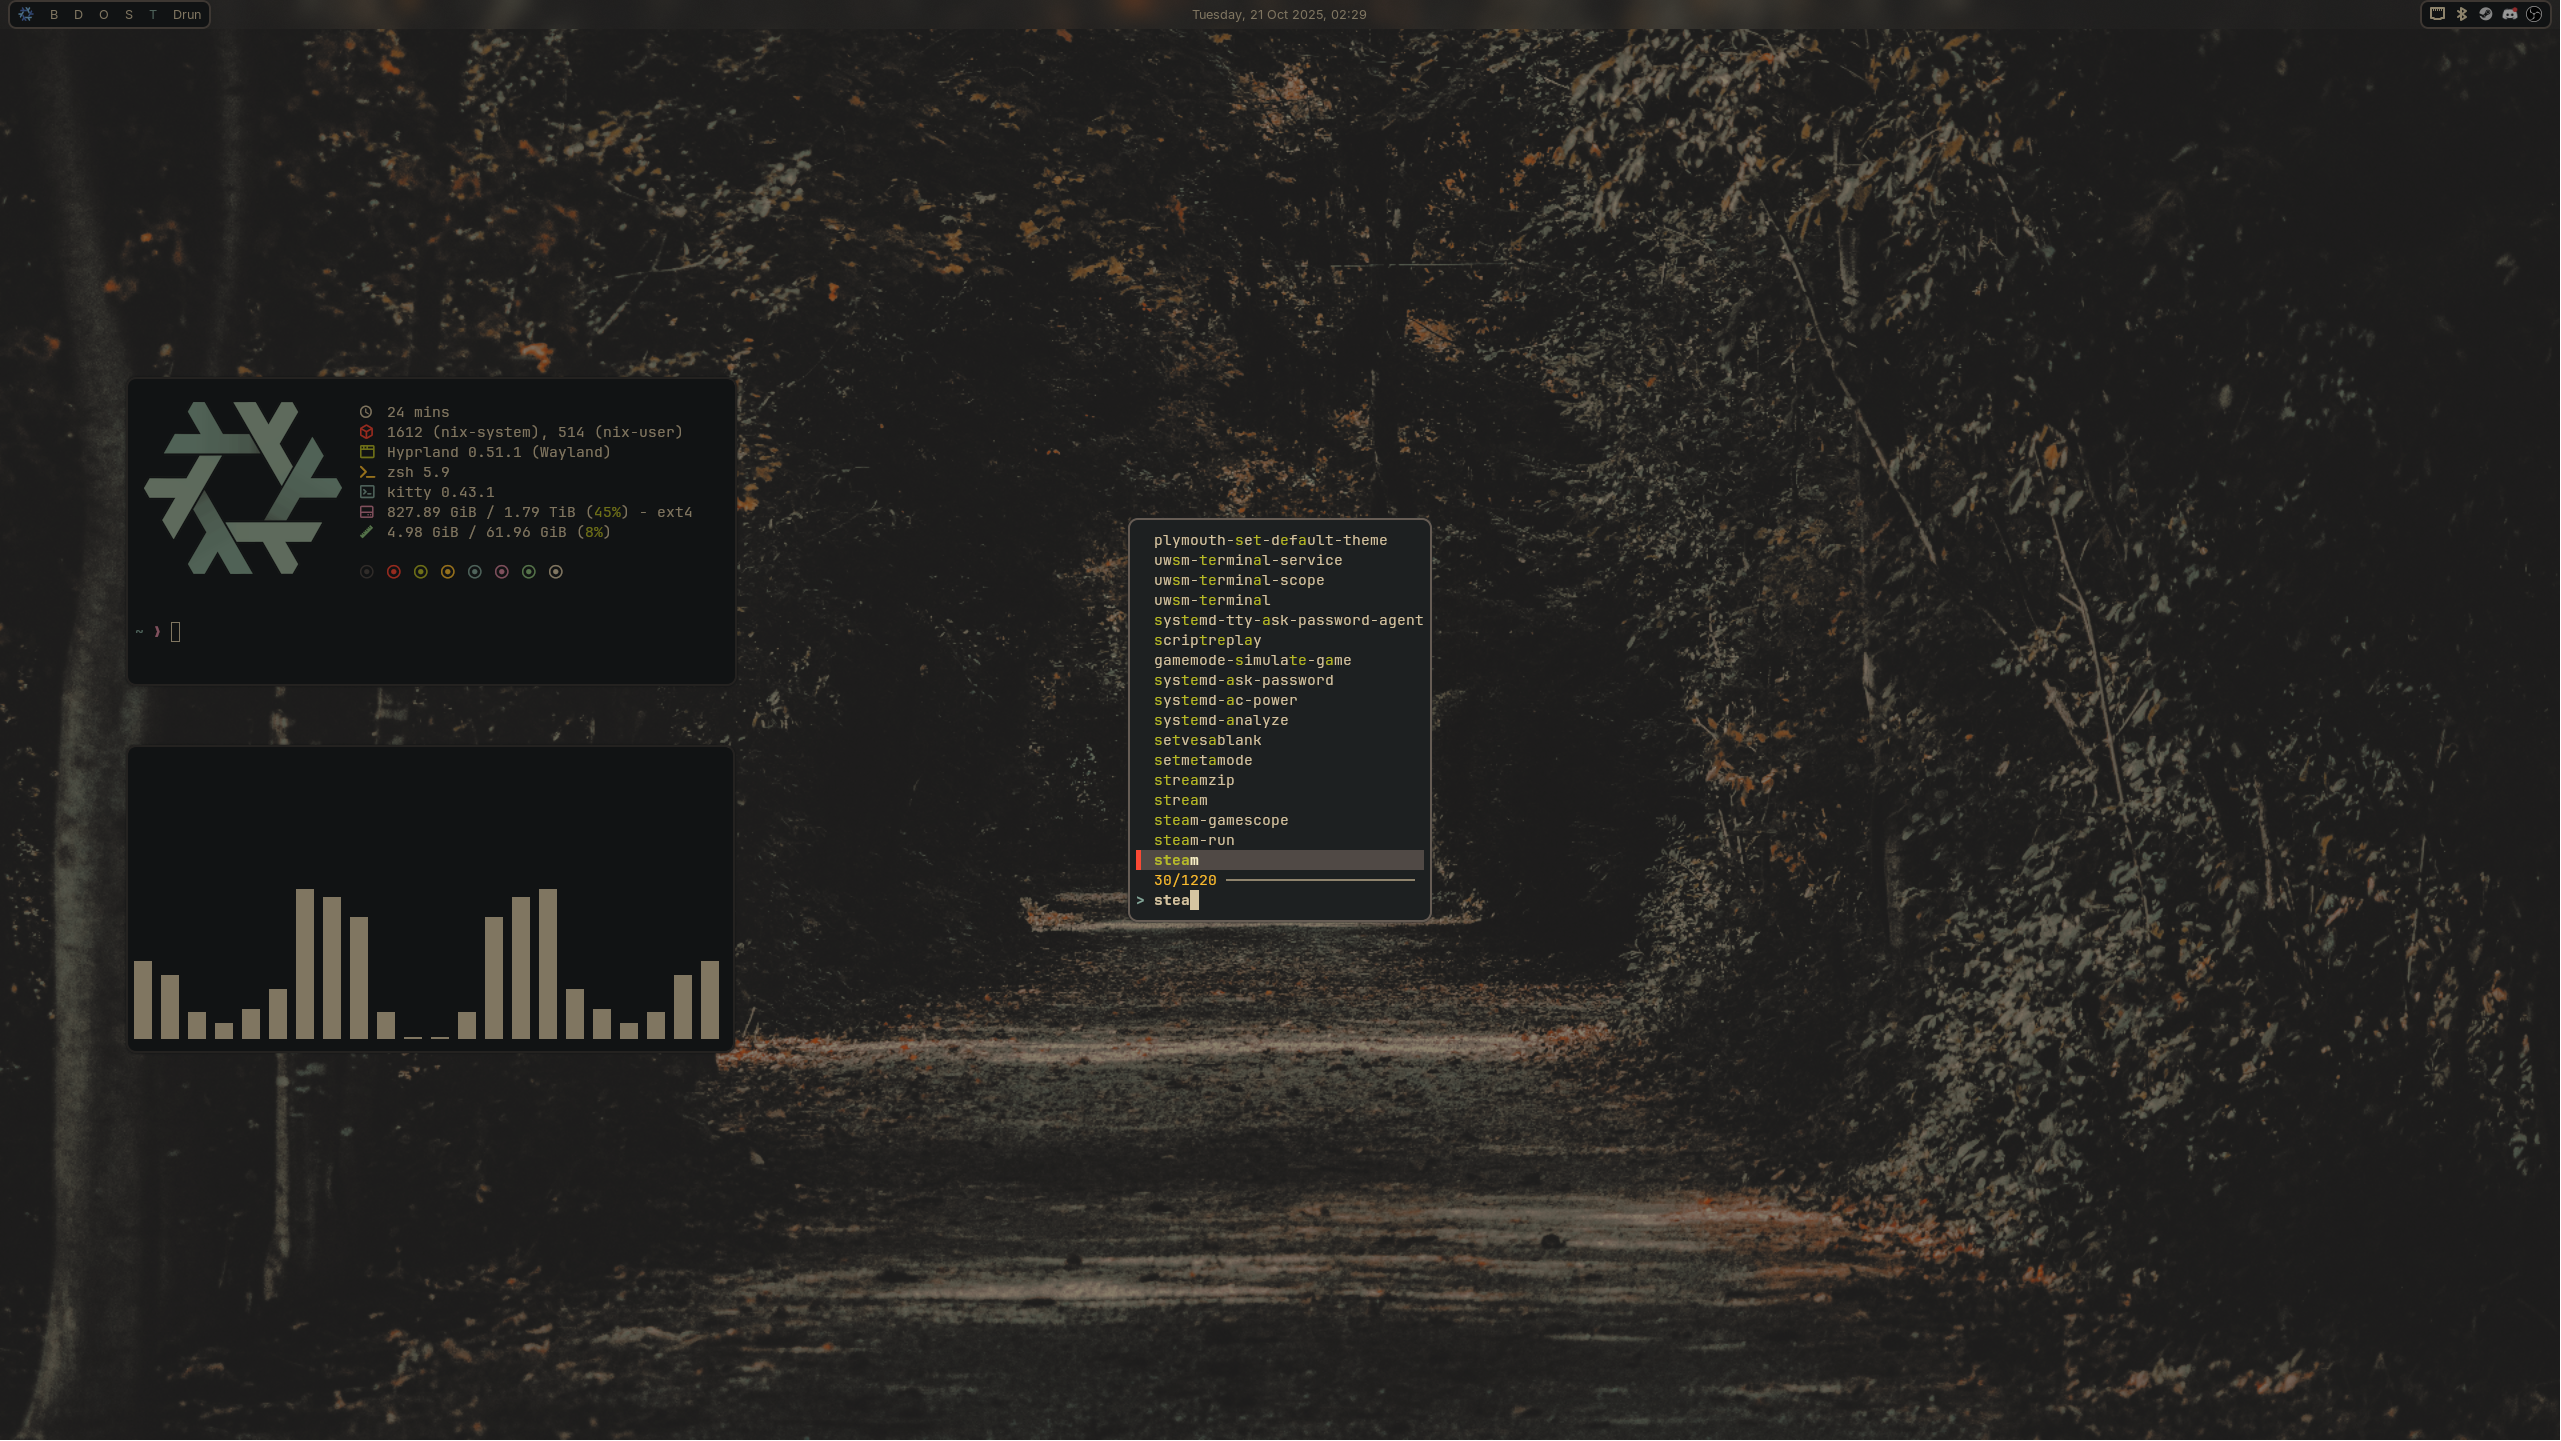 B D O S T Drun
Tuesday, 21 Oct 2025, 02:29
24 mins
1612 (nix-system), 514 (nix-user)
Hyprland 0.51.1 (Wayland)
zsh 5.9
kitty 0.43.1
827.89 GiB / 1.79 TiB (45%) - ext4
4.98 GiB / 61.96 GiB (8%)
~ ❱
plymouth-set-default-theme
uwsm-terminal-service
uwsm-terminal-scope
uwsm-terminal
systemd-tty-ask-password-agent
scriptreplay
gamemode-simulate-game
systemd-ask-password
systemd-ac-power
systemd-analyze
setvesablank
setmetamode
streamzip
stream
steam-gamescope
steam-run
steam
30/1220
> stea